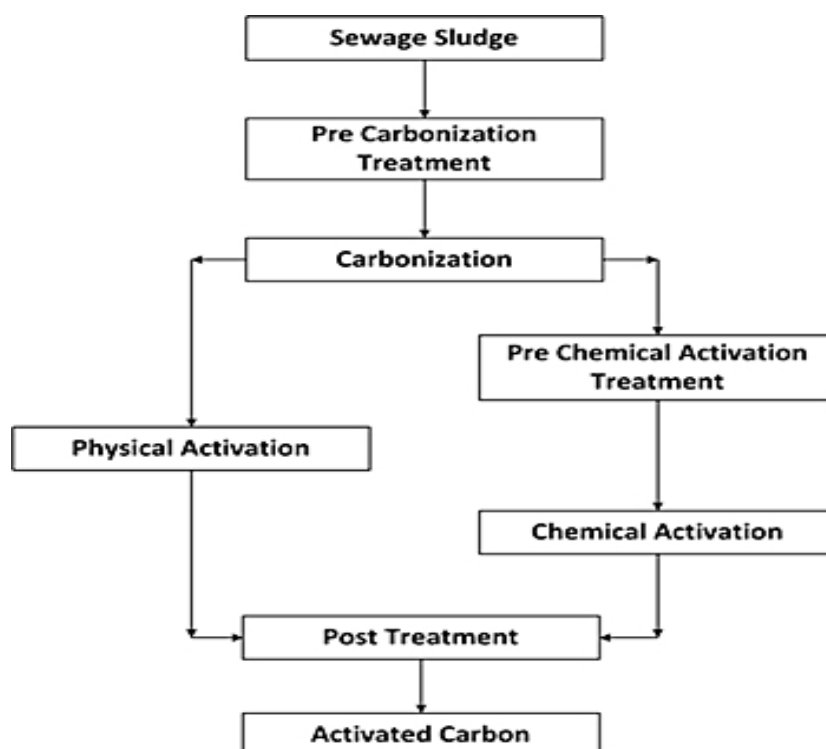 Sewage Sludge
Pre Carbonization
Treatment
Carbonization
Pre Chemical Activation
Treatment
Physical Activation
Chemical Activation
Post Treatment
Activated Carbon